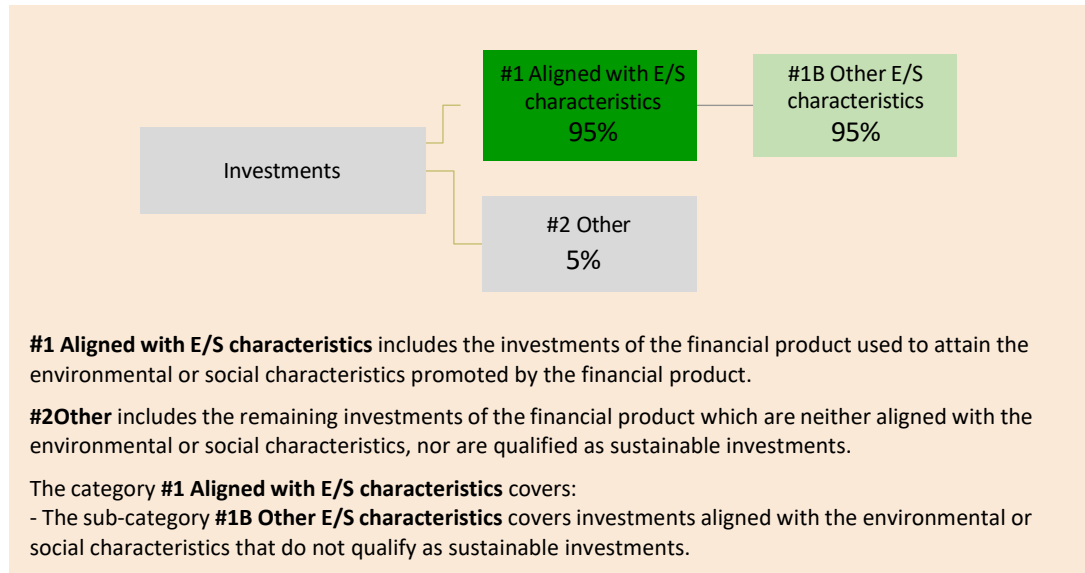 #1 Aligned with E/S
characteristics
95%
#1B Other E/S
characteristics
95%
Investments
#2 Other
5%
#1 Aligned with E/S characteristics includes the investments of the financial product used to attain the
environmental or social characteristics promoted by the financial product.
#2Other includes the remaining investments of the financial product which are neither aligned with the
environmental or social characteristics, nor are qualified as sustainable investments.
The category #1 Aligned with E/S characteristics covers:
- The sub-category #1B Other E/S characteristics covers investments aligned with the environmental or
social characteristics that do not qualify as sustainable investments.